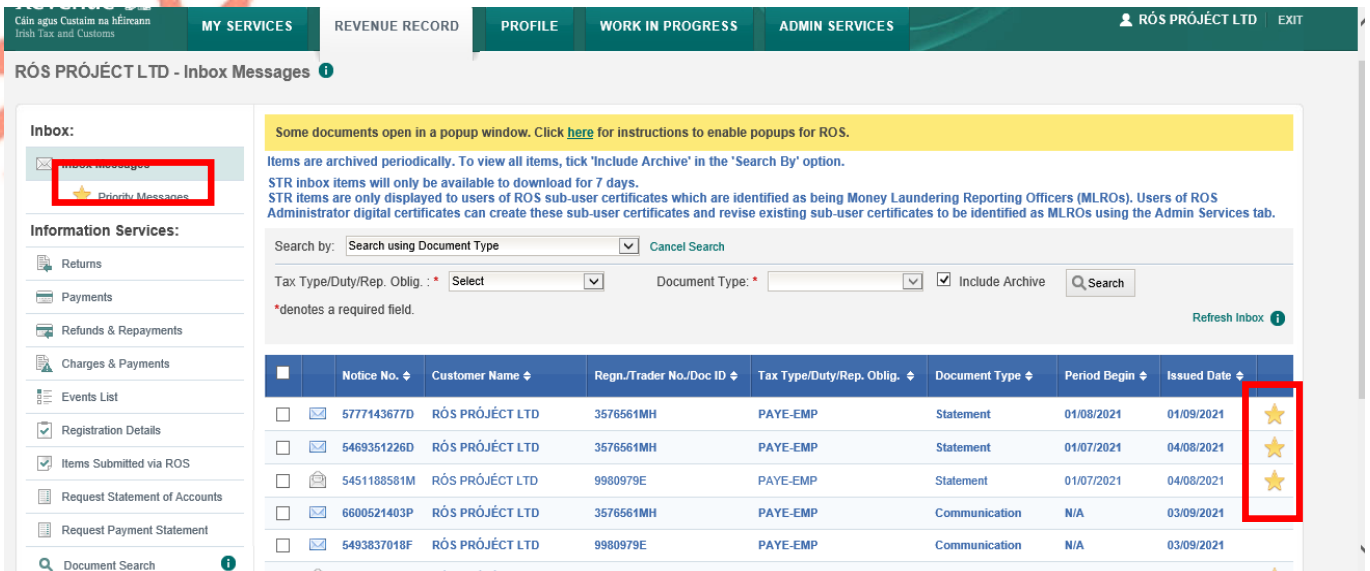 Cáin agus Custaim na hÉireann
Irish Tax and Customs
MY SERVICES REVENUE RECORD PROFILE WORK IN PROGRESS ADMIN SERVICES
RÓS PRÓJÉCT LTD EXIT
RÓS PRÓJÉCT LTD - Inbox Messages
Inbox:
Inbox Messages
Priority Messages
Information Services:
Returns
Payments
Refunds & Repayments
Charges & Payments
Events List
Registration Details
Items Submitted via ROS
Request Statement of Accounts
Request Payment Statement
Document Search
Some documents open in a popup window. Click here for instructions to enable popups for ROS.
Items are archived periodically. To view all items, tick 'Include Archive' in the 'Search By' option.
STR inbox items will only be available to download for 7 days.
STR items are only displayed to users of ROS sub-user certificates which are identified as being Money Laundering Reporting Officers (MLROs). Users of ROS
Administrator digital certificates can create these sub-user certificates and revise existing sub-user certificates to be identified as MLROs using the Admin Services tab.
Search by: Search using Document Type Cancel Search
Tax Type/Duty/Rep. Oblig. : * Select Document Type: * Include Archive Search
*denotes a required field.
Refresh Inbox
Notice No. Customer Name Regn./Trader No./Doc ID Tax Type/Duty/Rep. Oblig. Document Type Period Begin Issued Date
5777143677D RÓS PRÓJÉCT LTD 3576561MH PAYE-EMP Statement 01/08/2021 01/09/2021
5469351226D RÓS PRÓJÉCT LTD 3576561MH PAYE-EMP Statement 01/07/2021 04/08/2021
5451188581M RÓS PRÓJÉCT LTD 9980979E PAYE-EMP Statement 01/07/2021 04/08/2021
6600521403P RÓS PRÓJÉCT LTD 3576561MH PAYE-EMP Communication N/A 03/09/2021
5493837018F RÓS PRÓJÉCT LTD 9980979E PAYE-EMP Communication N/A 03/09/2021